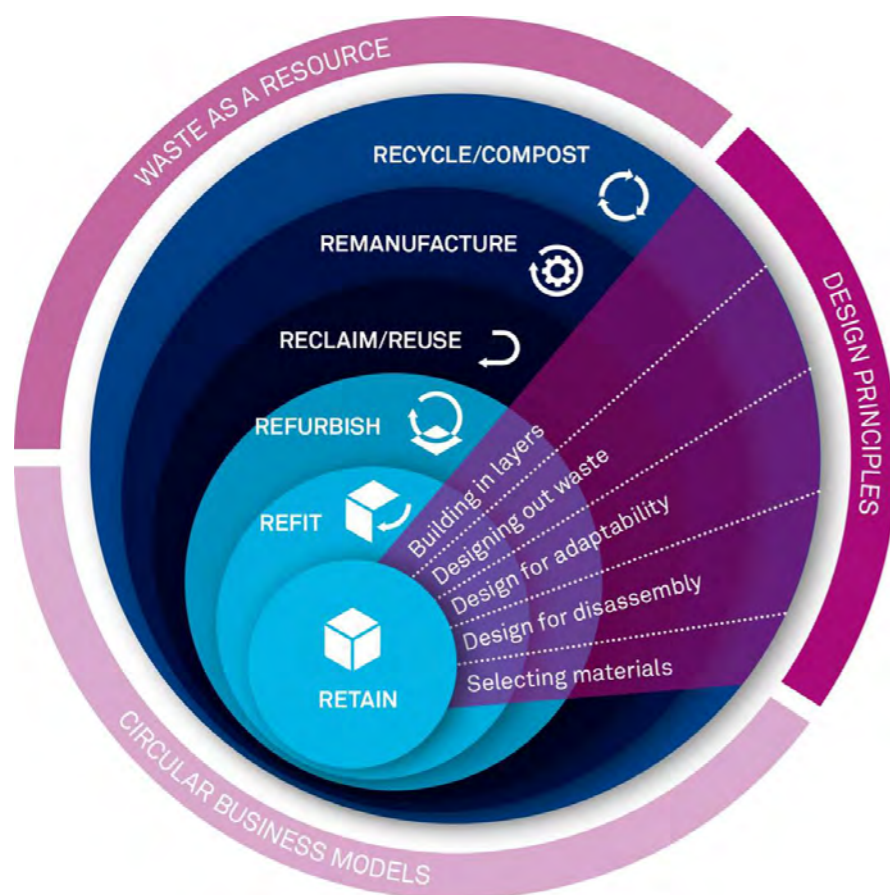 WASTE AS A RESOURCE
RECYCLE/COMPOST
REMANUFACTURE
RECLAIM/REUSE
REFURBISH
REFIT
RETAIN
Building in layers
Designing out waste
Design for adaptability
Design for disassembly
Selecting materials
DESIGN PRINCIPLES
CIRCULAR BUSINESS MODELS